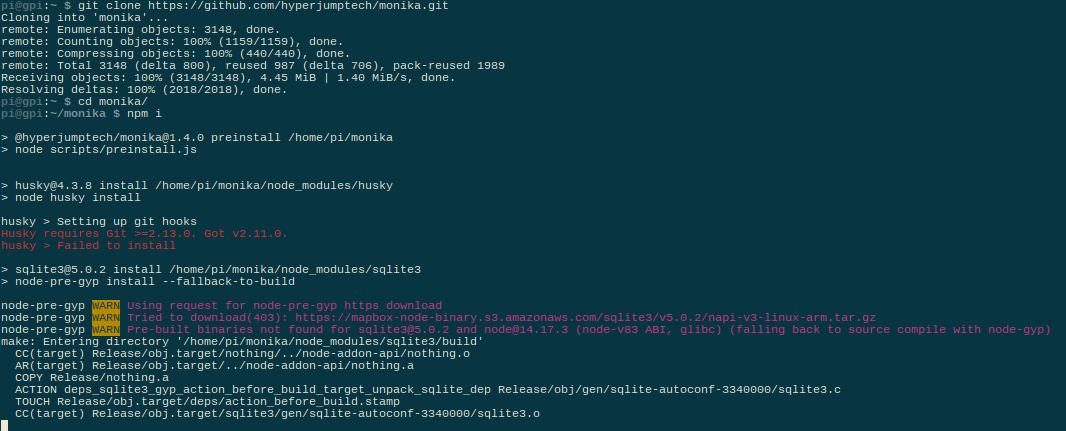 pi@gpi:~ $ git clone https://github.com/hyperjumptech/monika.git
Cloning into 'monika'...
remote: Enumerating objects: 3148, done.
remote: Counting objects: 100% (1159/1159), done.
remote: Compressing objects: 100% (440/440), done.
remote: Total 3148 (delta 800), reused 987 (delta 706), pack-reused 1989
Receiving objects: 100% (3148/3148), 4.45 MiB | 1.40 MiB/s, done.
Resolving deltas: 100% (2018/2018), done.
pi@gpi:~ $ cd monika/
pi@gpi:~/monika $ npm i
> @hyperjumptech/monika@1.4.0 preinstall /home/pi/monika
> node scripts/preinstall.js
> husky@4.3.8 install /home/pi/monika/node_modules/husky
> node husky install
husky > Setting up git hooks
Husky requires Git >=2.13.0. Got v2.11.0.
husky > Failed to install
> sqlite3@5.0.2 install /home/pi/monika/node_modules/sqlite3
> node-pre-gyp install --fallback-to-build
node-pre-gyp WARN Using request for node-pre-gyp https download
node-pre-gyp WARN Tried to download(403): https://mapbox-node-binary.s3.amazonaws.com/sqlite3/v5.0.2/napi-v3-linux-arm.tar.gz
node-pre-gyp WARN Pre-built binaries not found for sqlite3@5.0.2 and node@14.17.3 (node-v83 ABI, glibc) (falling back to source compile with node-gyp)
make: Entering directory '/home/pi/monika/node_modules/sqlite3/build'
  CC(target) Release/obj.target/nothing/../node-addon-api/nothing.o
  AR(target) Release/obj.target/../node-addon-api/nothing.a
  COPY Release/nothing.a
  ACTION_deps_sqlite3_gyp_action_before_build_target_unpack_sqlite_dep Release/obj/gen/sqlite-autoconf-3340000/sqlite3.c
  TOUCH Release/obj.target/deps/action_before_build.stamp
  CC(target) Release/obj.target/sqlite3/gen/sqlite-autoconf-3340000/sqlite3.o